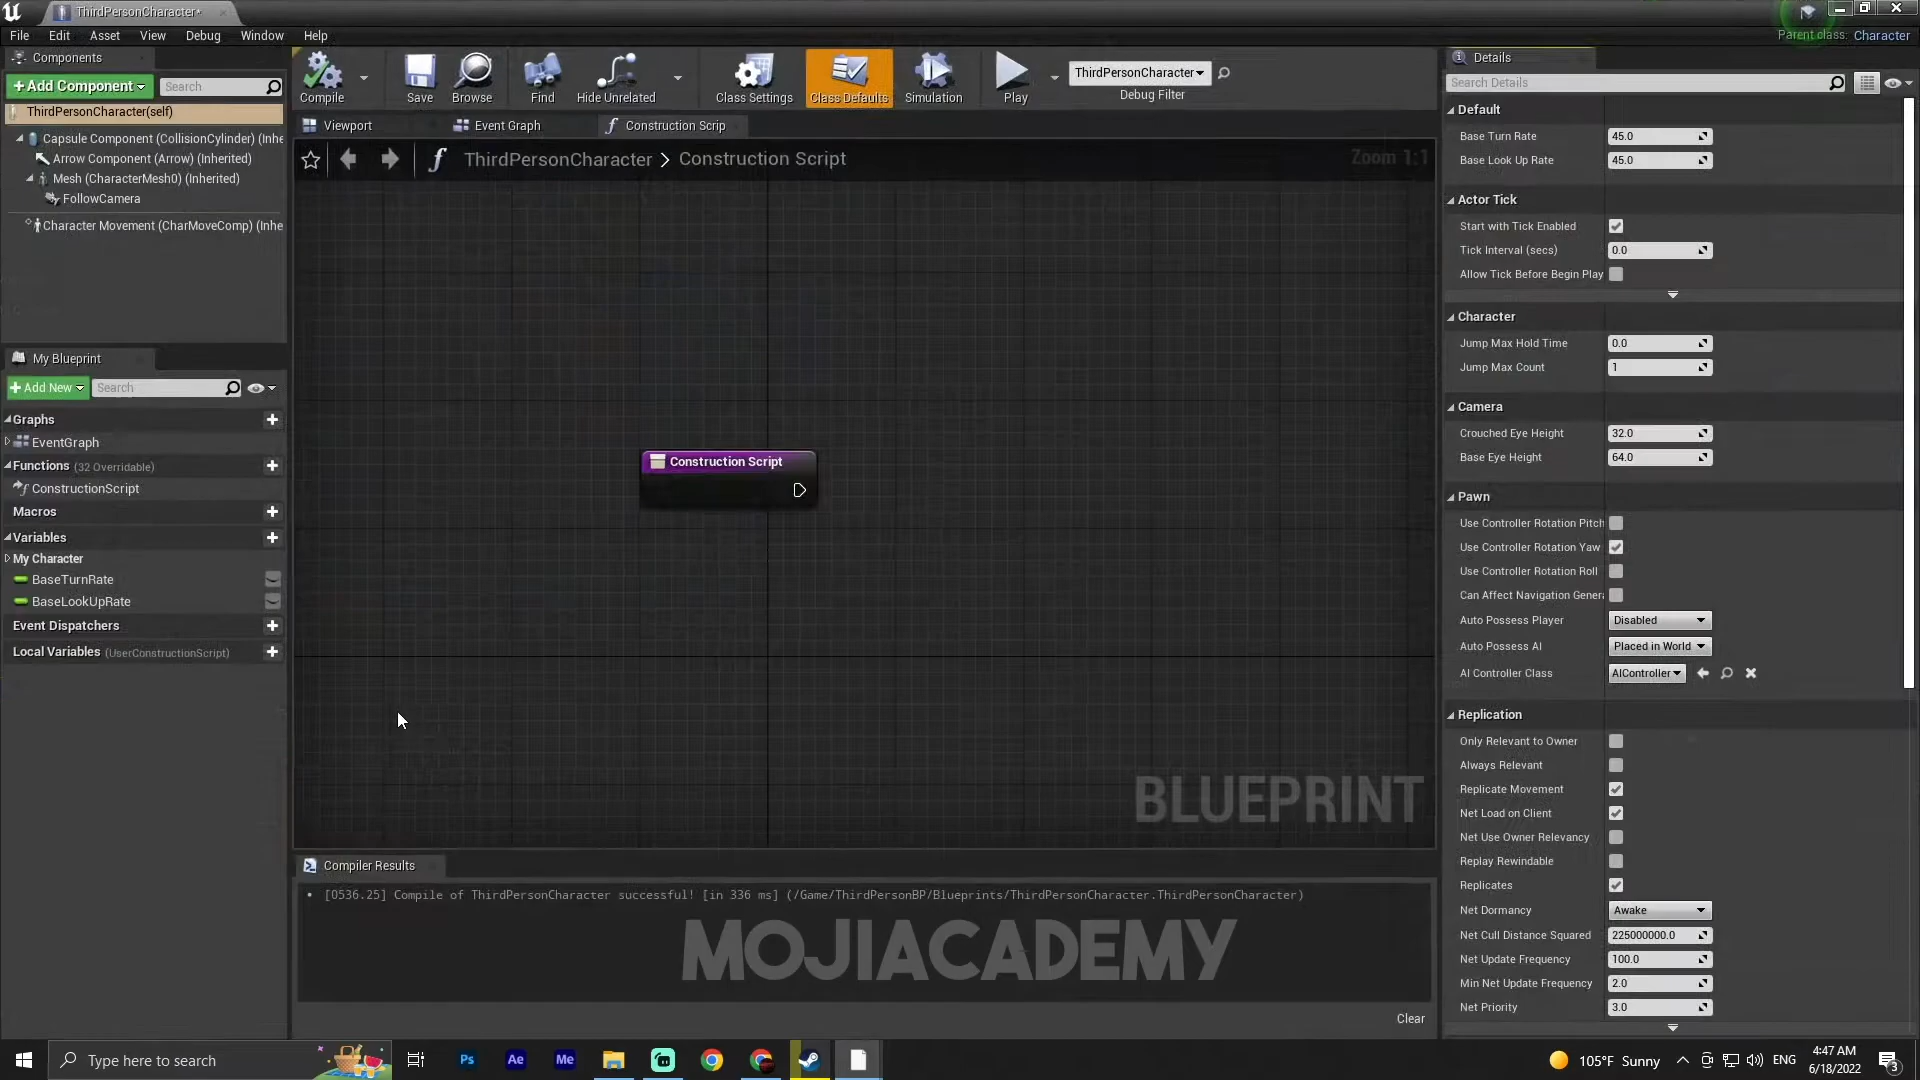 ThirdPersonCharacter*
File Edit Asset View Debug Window Help
Parent class: Character
Components
+Add Component
Search
ThirdPersonCharacter(self)
Capsule Component (CollisionCylinder) (Inhe
Arrow Component (Arrow) (Inherited)
Mesh (CharacterMesh0) (Inherited)
FollowCamera
Character Movement (CharMoveComp) (Inhe
My Blueprint
+Add New
Search
Graphs
EventGraph
Functions (32 Overridable)
ConstructionScript
Macros
Variables
My Character
BaseTurnRate
BaseLookUpRate
Event Dispatchers
Local Variables (UserConstructionScript)
Compile
Save
Browse
Find
Hide Unrelated
Class Settings
Class Defaults
Simulation
Play
ThirdPersonCharacter
Debug Filter
Viewport
Event Graph
Construction Scrip
ThirdPersonCharacter > Construction Script
Zoom 1:1
Construction Script
BLUEPRINT
Compiler Results
[0536.25] Compile of ThirdPersonCharacter successful! [in 336 ms] (/Game/ThirdPersonBP/Blueprints/ThirdPersonCharacter.ThirdPersonCharacter)
MOJIACADEMY
Clear
Details
Search Details
Default
Base Turn Rate 45.0
Base Look Up Rate 45.0
Actor Tick
Start with Tick Enabled
Tick Interval (secs) 0.0
Allow Tick Before Begin Play
Character
Jump Max Hold Time 0.0
Jump Max Count 1
Camera
Crouched Eye Height 32.0
Base Eye Height 64.0
Pawn
Use Controller Rotation Pitch
Use Controller Rotation Yaw
Use Controller Rotation Roll
Can Affect Navigation Genera
Auto Possess Player Disabled
Auto Possess AI Placed in World
AI Controller Class AIController
Replication
Only Relevant to Owner
Always Relevant
Replicate Movement
Net Load on Client
Net Use Owner Relevancy
Replay Rewindable
Replicates
Net Dormancy Awake
Net Cull Distance Squared 225000000.0
Net Update Frequency 100.0
Min Net Update Frequency 2.0
Net Priority 3.0
Type here to search
Ps
Ae
Me
105°F Sunny
ENG
4:47 AM
6/18/2022
3